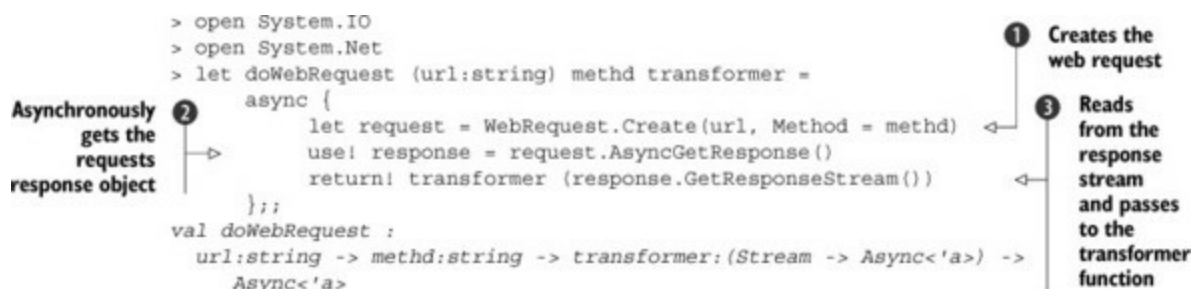 > open System.IO
> open System.Net
> let doWebRequest (url:string) methd transformer =
async {
let request = WebRequest.Create(url, Method = methd)
use! response = request.AsyncGetResponse()
return! transformer (response.GetResponseStream())
};;
val doWebRequest :
url:string -> methd:string -> transformer:(Stream -> Async<'a>) ->
Async<'a>
1 Creates the
web request
Asynchronously
gets the
requests
response object
2
3 Reads
from the
response
stream
and passes
to the
transformer
function